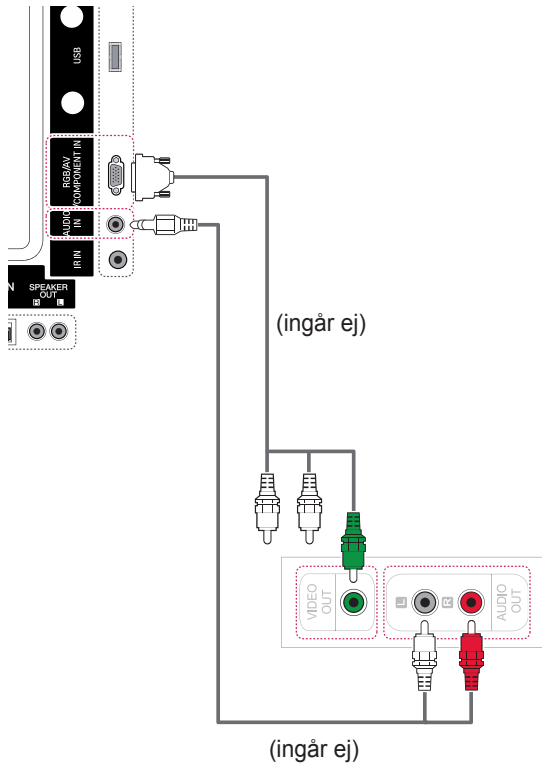 USB
RGB/AV
/COMPONENT IN
AUDIO
IN
IR IN
N
SPEAKER
OUT
R L
(ingår ej)
VIDEO
OUT
L
R
AUDIO
OUT
(ingår ej)